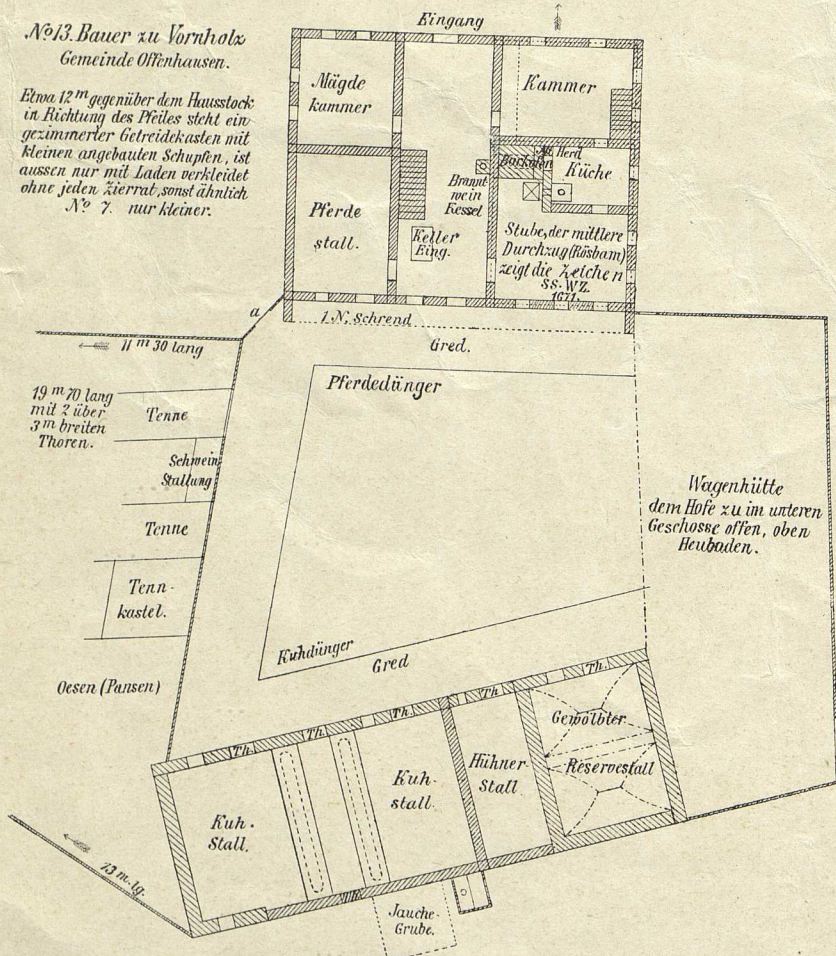 No 13. Bauer zu Vornholz
Gemeinde Offenhausen.
Etwa 12 m gegenüber dem Hausstock
in Richtung des Pfeiles steht ein
gezimmerter Getreidekasten mit
kleinen angebauten Schupfen, ist
aussen nur mit Laden verkleidet
ohne jeden Zierrat, sonst ähnlich
No 7. nur kleiner.
Eingang
Mägde
kammer
Kammer
Backofen
Herd
Küche
Brannt
wein
Kessel
Pferde
stall.
Keller
Eing.
Stube, der mittlere
Durchzug (Rösbam)
zeigt die Zeichen
SS. WZ.
1671.
a
1 N. Schrend
Gred.
11 m 30 lang
Pferdedünger
19 m 70 lang
mit 2 über
3 m breiten
Thoren.
Tenne
Schwein
Stallung
Tenne
Tenn-
kastel.
Oesen (Pansen)
Wagenhütte
dem Hofe zu im unteren
Geschosse offen, oben
Heuboden.
Kuhdünger
Gred
Th.
Th.
Th.
Th.
Th.
Kuh-
Stall.
Kuh-
stall.
Hühner-
Stall
Gewölbter
Reservestall
Th.
13 m. lg.
Jauche-
Grube.